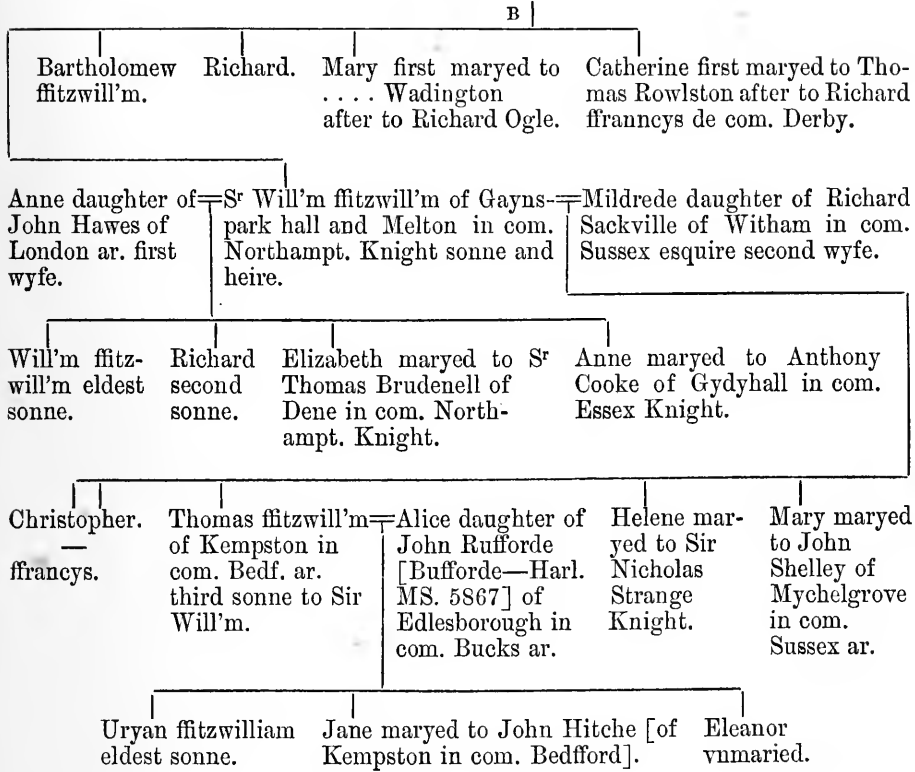 B
Bartholomew
ffitzwill'm.
Richard.
Mary first maryed to
. . . . Wadington
after to Richard Ogle.
Catherine first maryed to Tho-
mas Rowlston after to Richard
ffranncys de com. Derby.
Anne daughter of
John Hawes of
London ar. first
wyfe.
Sr Will'm ffitzwill'm of Gayns-
park hall and Melton in com.
Northampt. Knight sonne and
heire.
Mildrede daughter of Richard
Sackville of Witham in com.
Sussex esquire second wyfe.
Will'm ffitz-
will'm eldest
sonne.
Richard
second
sonne.
Elizabeth maryed to Sr
Thomas Brudenell of
Dene in com. North-
ampt. Knight.
Anne maryed to Anthony
Cooke of Gydyhall in com.
Essex Knight.
Christopher.
—
ffrancys.
Thomas ffitzwill'm
of Kempston in
com. Bedf. ar.
third sonne to Sir
Will'm.
Alice daughter of
John Rufforde
[Bufforde—Harl.
MS. 5867] of
Edlesborough in
com. Bucks ar.
Helene mar-
yed to Sir
Nicholas
Strange
Knight.
Mary maryed
to John
Shelley of
Mychelgrove
in com.
Sussex ar.
Uryan ffitzwilliam
eldest sonne.
Jane maryed to John Hitche [of
Kempston in com. Bedfford].
Eleanor
vnmaried.